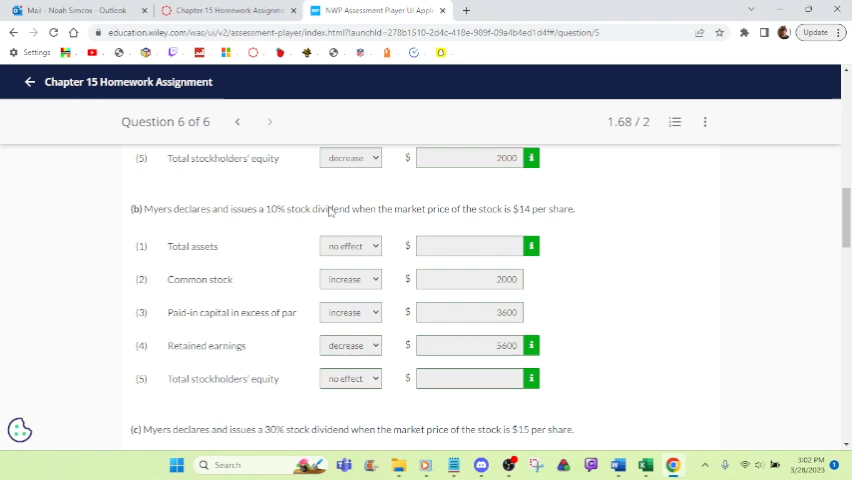 Mail - Noah Simcox - Outlook
Chapter 15 Homework Assignm
NWP Assessment Player UI Appli
education.wiley.com/was/ui/v2/assessment-player/index.html?launchId=278b1510-2d4c-418e-989f-09a4b4ed1d4f#/question/5
Update
Settings
Chapter 15 Homework Assignment
Question 6 of 6
1.68 / 2
(5) Total stockholders' equity decrease $ 2000 i
(b) Myers declares and issues a 10% stock dividend when the market price of the stock is $14 per share.
(1) Total assets no effect $ i
(2) Common stock increase $ 2000
(3) Paid-in capital in excess of par increase $ 3600
(4) Retained earnings decrease $ 5600 i
(5) Total stockholders' equity no effect $ i
(c) Myers declares and issues a 30% stock dividend when the market price of the stock is $15 per share.
Search
3:02 PM
3/28/2023
1